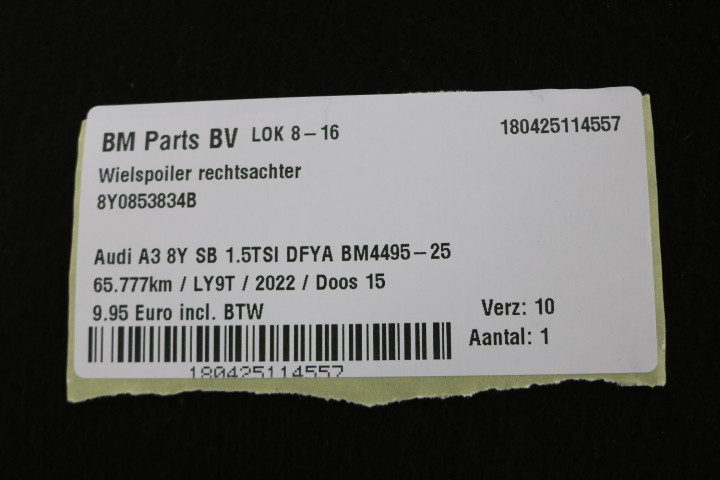 BM Parts BV LOK 8-16 180425114557
Wielspoiler rechtsachter
8Y0853834B
Audi A3 8Y SB 1.5TSI DFYA BM4495-25
65.777km / LY9T / 2022 / Doos 15
9.95 Euro incl. BTW Verz: 10
Aantal: 1
180425114557